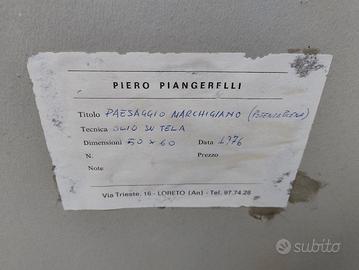 PIERO PIANGERELLI
Titolo PAESAGGIO MARCHIGIANO
Tecnica OLIO SU TELA
Dimensioni 50 x 60 Data 1976
N. Prezzo
Note
Via Trieste, 16 - LORETO (An) - Tel. 97.74.28
subito